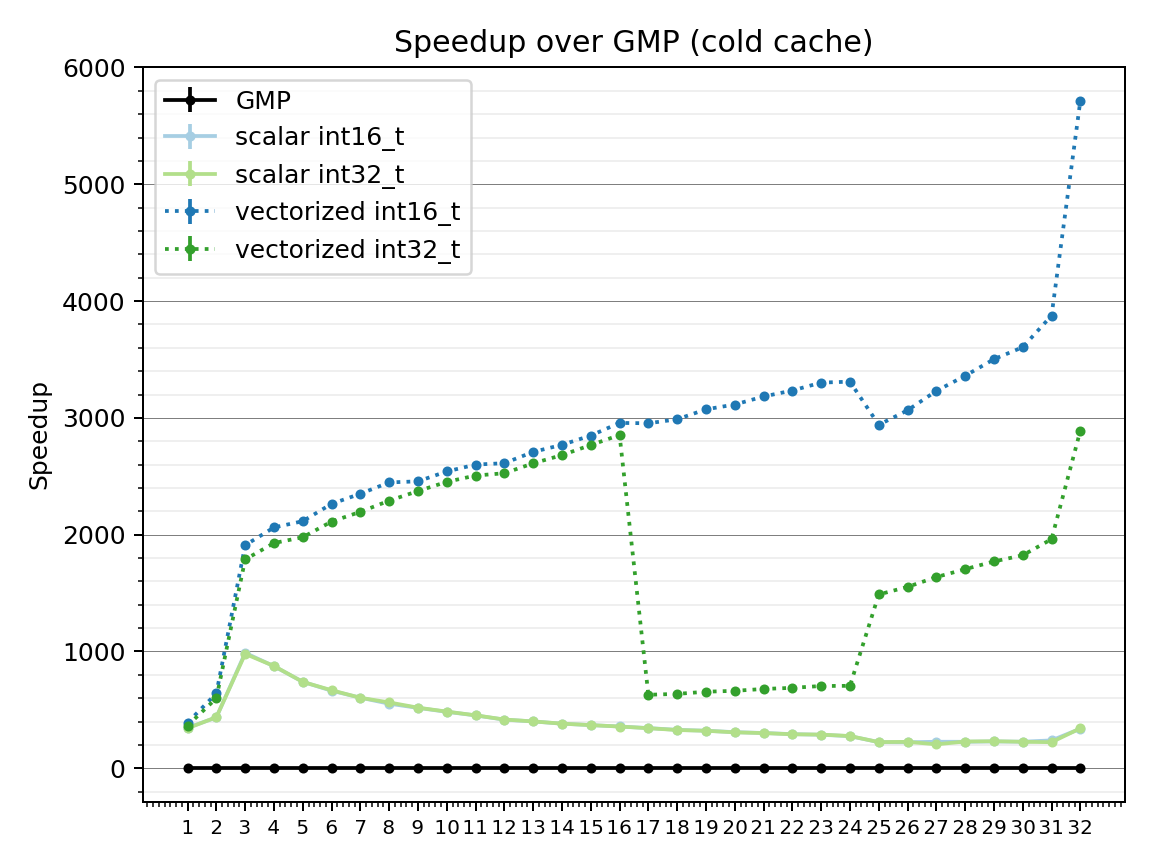 Speedup over GMP (cold cache)
6000
5000
4000
3000
2000
1000
0
Speedup
GMP
scalar int16_t
scalar int32_t
vectorized int16_t
vectorized int32_t
1 2 3 4 5 6 7 8 9 10 11 12 13 14 15 16 17 18 19 20 21 22 23 24 25 26 27 28 29 30 31 32